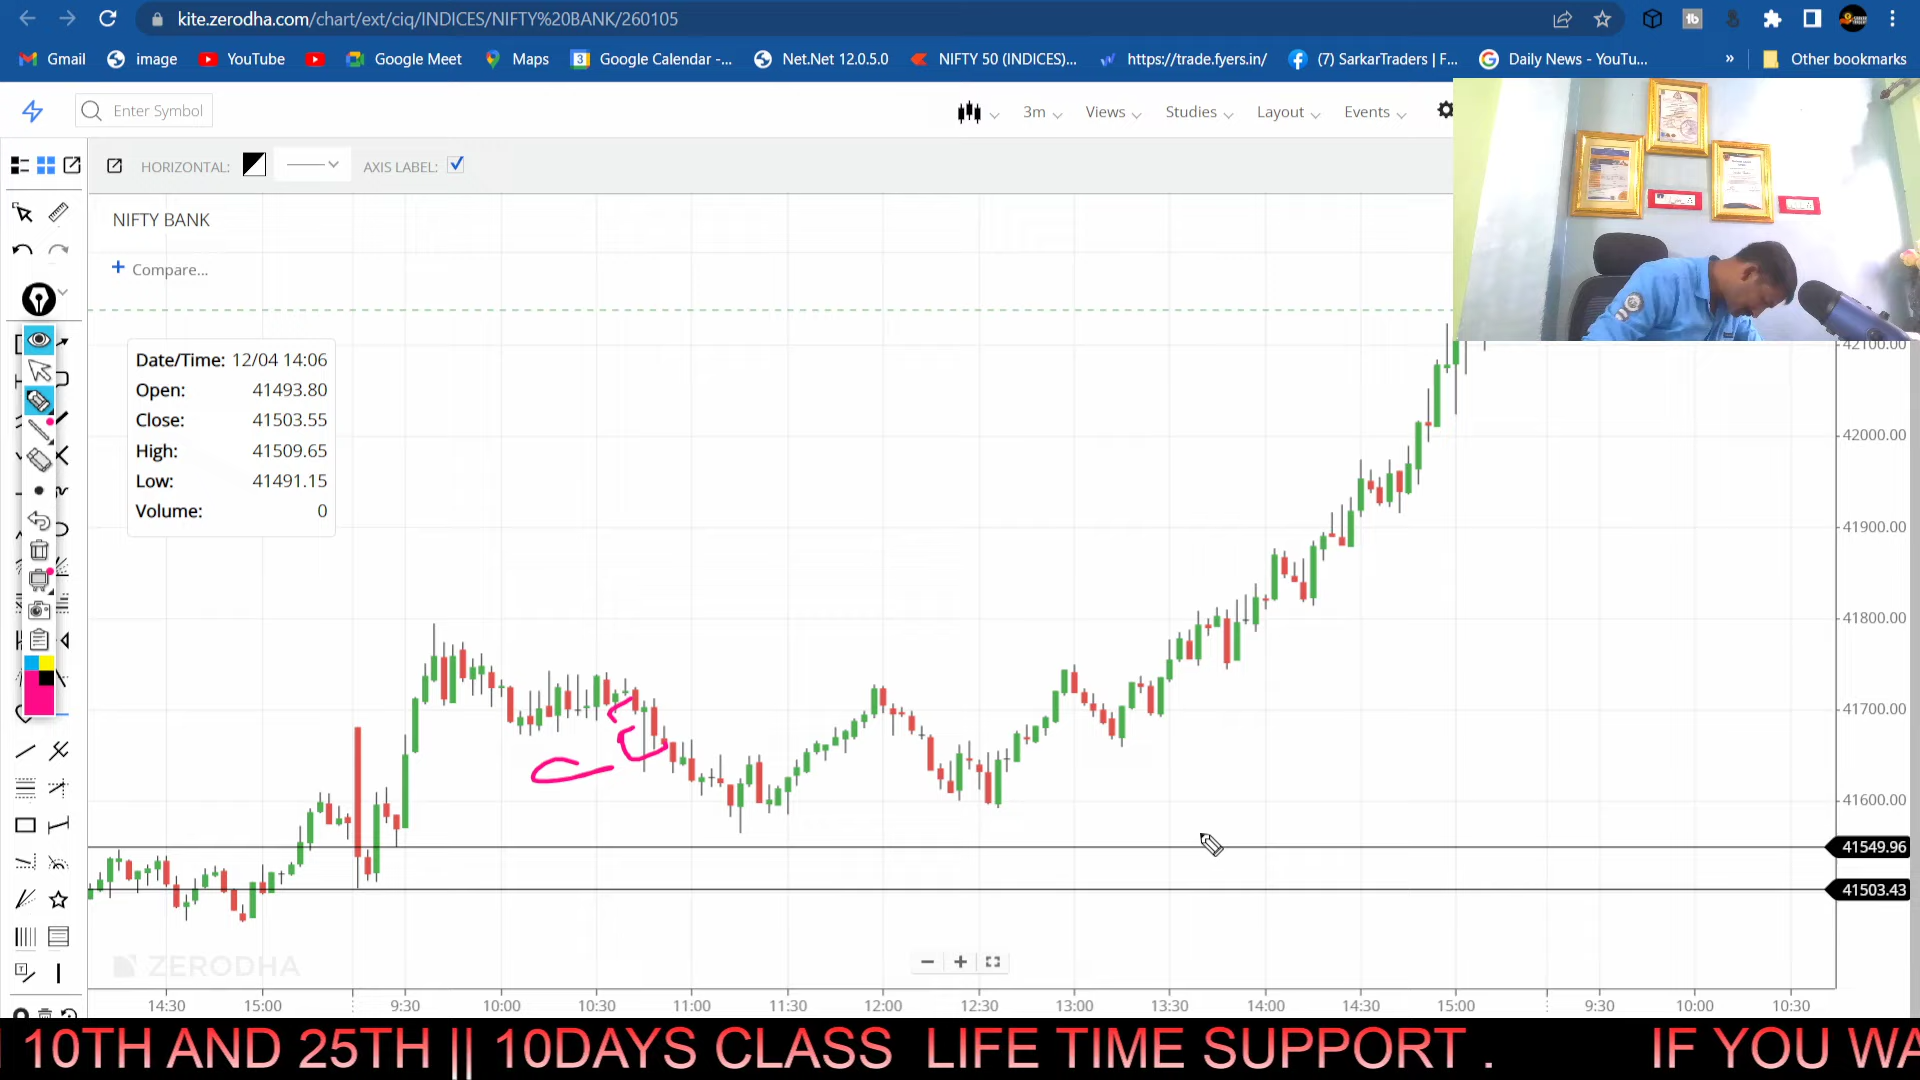 kite.zerodha.com/chart/ext/ciq/INDICES/NIFTY%20BANK/260105
Gmail image YouTube Google Meet Maps 3 Google Calendar -... Net.Net 12.0.5.0 NIFTY 50 (INDICES)... https://trade.fyers.in/ (7) SarkarTraders | F... Daily News - YouTu... » Other bookmarks
Enter Symbol 3m Views Studies Layout Events
HORIZONTAL: AXIS LABEL:
NIFTY BANK
+ Compare...
Date/Time: 12/04 14:06
Open: 41493.80
Close: 41503.55
High: 41509.65
Low: 41491.15
Volume: 0
42100.00
42000.00
41900.00
41800.00
41700.00
41600.00
41549.96
41503.43
ZERODHA
14:30 15:00 9:30 10:00 10:30 11:00 11:30 12:00 12:30 13:00 13:30 14:00 14:30 15:00 9:30 10:00 10:30
10TH AND 25TH || 10DAYS CLASS LIFE TIME SUPPORT . IF YOU WA